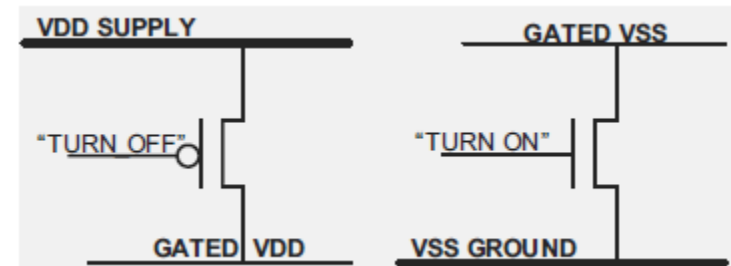 VDD SUPPLY
GATED VSS
“TURN_OFF”
“TURN ON”
GATED VDD
VSS GROUND